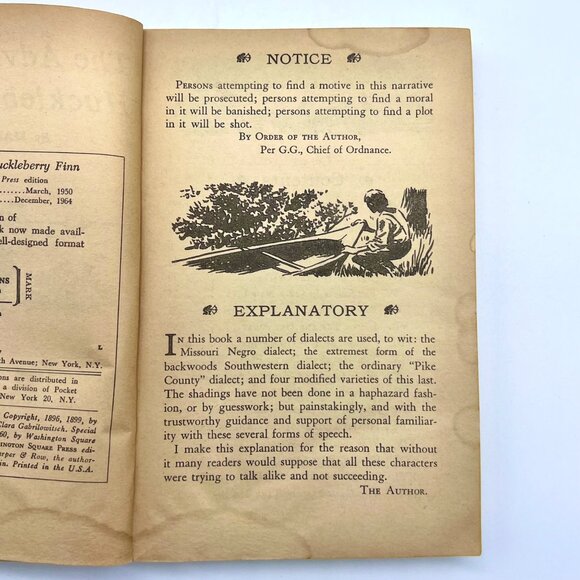 uckleberry Finn
Press edition
........March, 1950
......December, 1964
n of
k now made avail-
ell-designed format
NS
MARK
L
th Avenue; New York, N.Y.
ons are distributed in
a division of Pocket
New York 20, N.Y.
Copyright, 1896, 1899, by
Clara Gabrilowitsch. Special
60, by Washington Square
HINGTON SQUARE PRESS edi-
arper & Row, the author-
in. Printed in the U.S.A.
NOTICE
PERSONS attempting to find a motive in this narrative
will be prosecuted; persons attempting to find a moral
in it will be banished; persons attempting to find a plot
in it will be shot.
BY ORDER OF THE AUTHOR,
Per G.G., Chief of Ordnance.
EXPLANATORY
IN this book a number of dialects are used, to wit: the
Missouri Negro dialect; the extremest form of the
backwoods Southwestern dialect; the ordinary "Pike
County" dialect; and four modified varieties of this last.
The shadings have not been done in a haphazard fash-
ion, or by guesswork; but painstakingly, and with the
trustworthy guidance and support of personal familiar-
ity with these several forms of speech.
I make this explanation for the reason that without
it many readers would suppose that all these characters
were trying to talk alike and not succeeding.
THE AUTHOR.